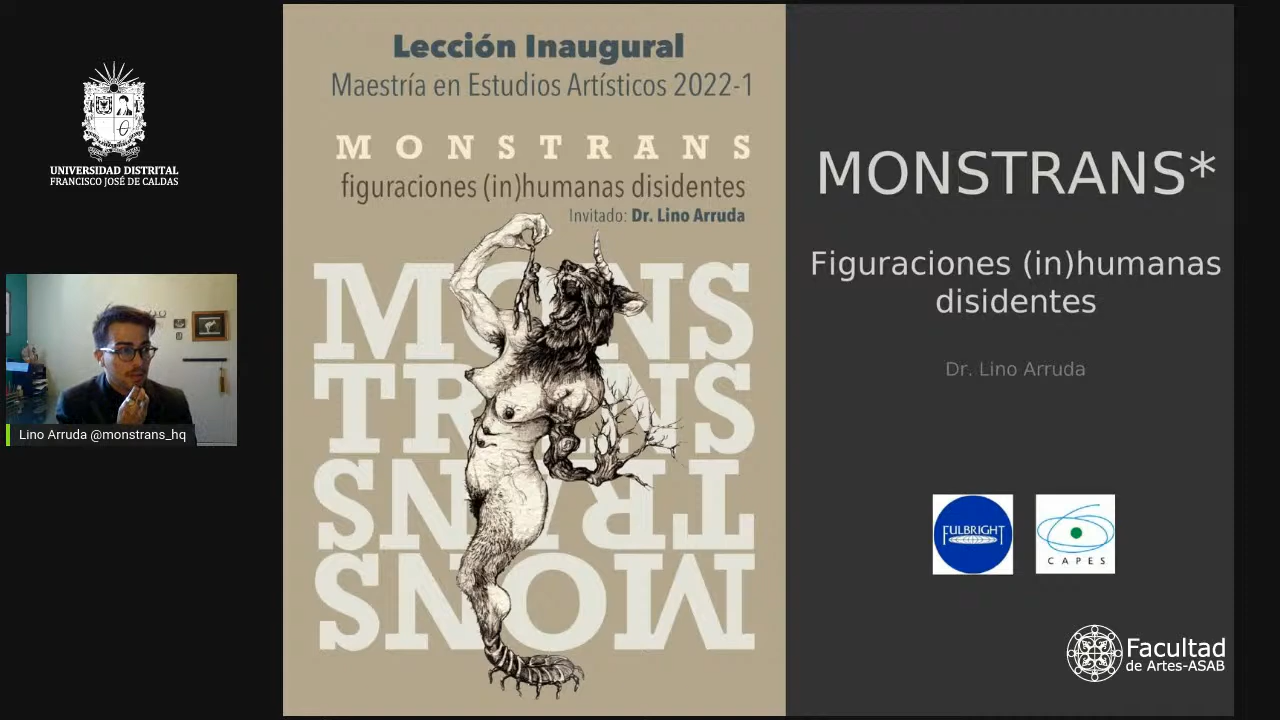 UNIVERSIDAD DISTRITAL
FRANCISCO JOSÉ DE CALDAS
Lino Arruda @monstrans_hq
Lección Inaugural
Maestría en Estudios Artísticos 2022-1
MONSTRANS
figuraciones (in)humanas disidentes
Invitado: Dr. Lino Arruda
MONS
TRANS
TRANS
MONS
MONSTRANS*
Figuraciones (in)humanas
disidentes
Dr. Lino Arruda
FULBRIGHT
CAPES
Facultad
de Artes-ASAB